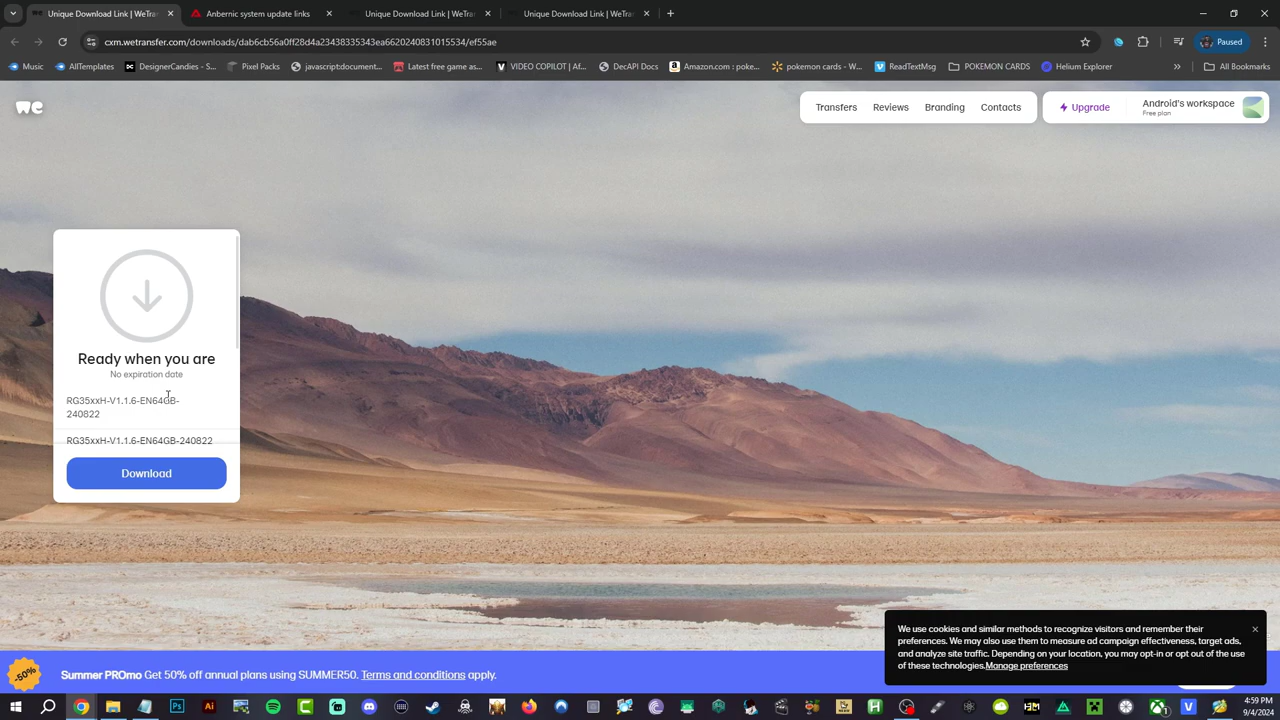 Unique Download Link | WeTran
Anbernic system update links
Unique Download Link | WeTran
Unique Download Link | WeTran
cxm.wetransfer.com/downloads/dab6cb56a0ff28d4a23438335343ea6620240831015534/ef55ae
Paused
Music
AllTemplates
DesignerCandies - S...
Pixel Packs
javascript:document...
Latest free game as...
VIDEO COPILOT | Af...
DecAPI Docs
Amazon.com : poke...
pokemon cards - W...
ReadTextMsg
POKEMON CARDS
Helium Explorer
All Bookmarks
we
Transfers
Reviews
Branding
Contacts
Upgrade
Android's workspace
Free plan
Ready when you are
No expiration date
RG35xxH-V1.1.6-EN64GB-
240822
RG35xxH-V1.1.6-EN64GB-240822
Download
We use cookies and similar methods to recognize visitors and remember their
preferences. We may also use them to measure ad campaign effectiveness, target ads,
and analyze site traffic. Depending on your location, you may opt-in or opt out of the
use of these technologies.Manage preferences
-50%
Summer PROmo Get 50% off annual plans using SUMMER50. Terms and conditions apply.
4:59 PM
9/4/2024